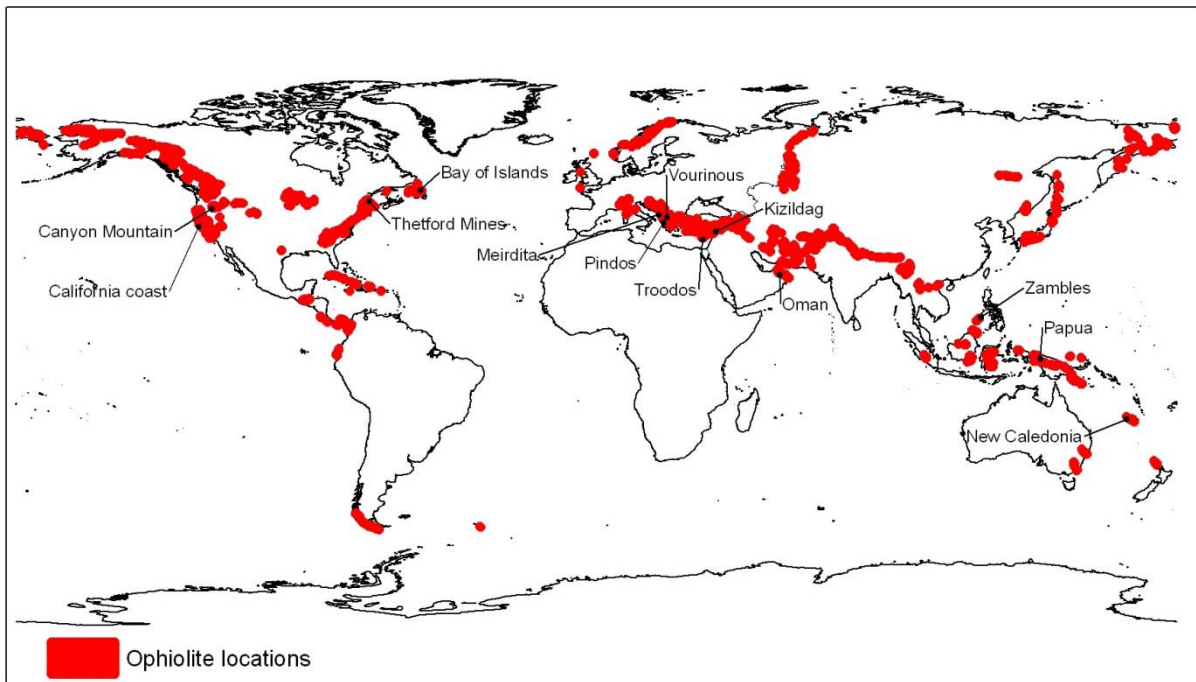 Bay of Islands
Vourinous
Thetford Mines
Kizildag
Canyon Mountain
Meirdita
Pindos
California coast
Troodos
Oman
Zambles
Papua
New Caledonia
Ophiolite locations